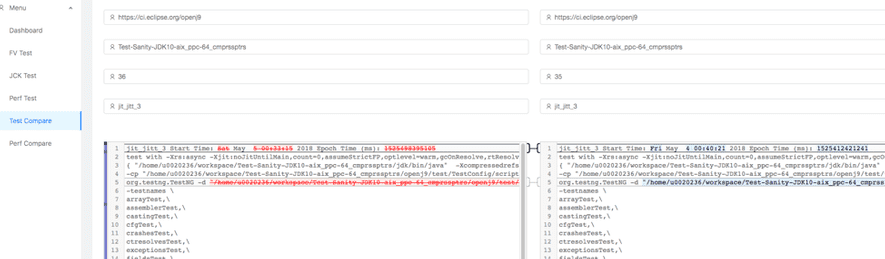 Menu
Dashboard
FV Test
JCK Test
Perf Test
Test Compare
Perf Compare
https://ci.eclipse.org/openj9
Test-Sanity-JDK10-aix_ppc-64_cmprssptrs
36
jit_jitt_3
1 jit_jitt_3 Start Time: Sat May 5 00:33:15 2018 Epoch Time (ms): 1525498395105
2 test with -Xrs:async -Xjit:noJitUntilMain,count=0,assumeStrictFP,optlevel=warm,gcOnResolve,rtResolv
3 { "/home/u0020236/workspace/Test-Sanity-JDK10-aix_ppc-64_cmprssptrs/jdk/bin/java" -Xcompressedrefs
4 -cp "/home/u0020236/workspace/Test-Sanity-JDK10-aix_ppc-64_cmprssptrs/openj9/test/TestConfig/script
5 org.testng.TestNG -d "/home/u0020236/workspace/Test-Sanity-JDK10-aix_ppc-64_cmprssptrs/openj9/test/
6 -testnames \
7 arrayTest,\
8 assemblerTest,\
9 castingTest,\
10 cfgTest,\
11 crashesTest,\
12 ctresolvesTest,\
13 exceptionsTest,\
14 fieldsTest,\
https://ci.eclipse.org/openj9
Test-Sanity-JDK10-aix_ppc-64_cmprssptrs
35
jit_jitt_3
1 jit_jitt_3 Start Time: Fri May 4 00:40:21 2018 Epoch Time (ms): 1525412421241
2 test with -Xrs:async -Xjit:noJitUntilMain,count=0,assumeStrictFP,optlevel=warm,gcOnResolve
3 { "/home/u0020236/workspace/Test-Sanity-JDK10-aix_ppc-64_cmprssptrs/jdk/bin/java" -Xcompre
4 -cp "/home/u0020236/workspace/Test-Sanity-JDK10-aix_ppc-64_cmprssptrs/openj9/test/TestConf
5 org.testng.TestNG -d "/home/u0020236/workspace/Test-Sanity-JDK10-aix_ppc-64_cmprss
6 -testnames \
7 arrayTest,\
8 assemblerTest,\
9 castingTest,\
10 cfgTest,\
11 crashesTest,\
12 ctresolvesTest,\
13 exceptionsTest,\
14 fieldsTest,\